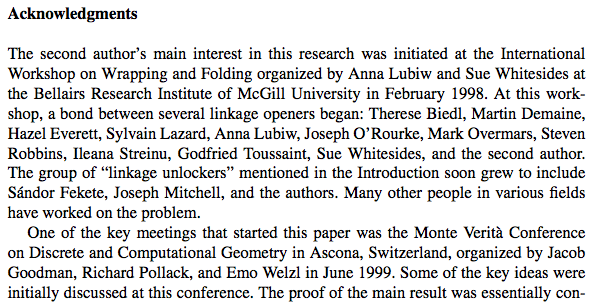 Acknowledgments
The second author's main interest in this research was initiated at the International
Workshop on Wrapping and Folding organized by Anna Lubiw and Sue Whitesides at
the Bellairs Research Institute of McGill University in February 1998. At this work-
shop, a bond between several linkage openers began: Therese Biedl, Martin Demaine,
Hazel Everett, Sylvain Lazard, Anna Lubiw, Joseph O'Rourke, Mark Overmars, Steven
Robbins, Ileana Streinu, Godfried Toussaint, Sue Whitesides, and the second author.
The group of “linkage unlockers” mentioned in the Introduction soon grew to include
Sándor Fekete, Joseph Mitchell, and the authors. Many other people in various fields
have worked on the problem.
One of the key meetings that started this paper was the Monte Verità Conference
on Discrete and Computational Geometry in Ascona, Switzerland, organized by Jacob
Goodman, Richard Pollack, and Emo Welzl in June 1999. Some of the key ideas were
initially discussed at this conference. The proof of the main result was essentially con-